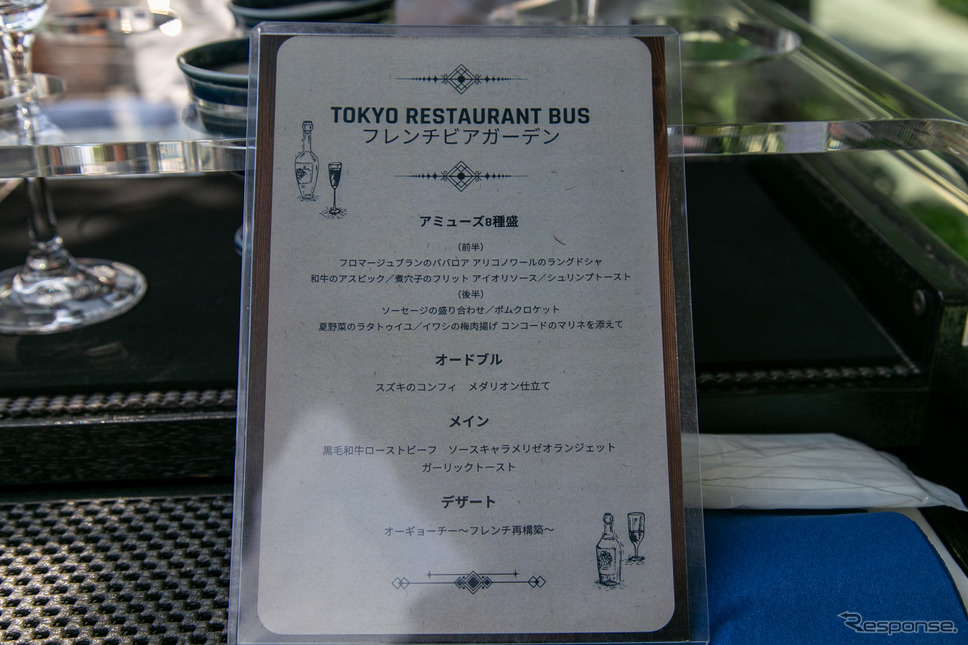 TOKYO RESTAURANT BUS
フレンチビアガーデン
アミューズ8種盛
（前半）
フロマージュブランのババロア アリコノワールのラングドシャ
和牛のアスピック／煮穴子のフリット アイオリソース／シュリンプトースト
（後半）
ソーセージの盛り合わせ／ポムクロケット
夏野菜のラタトゥイユ／イワシの梅肉揚げ コンコードのマリネを添えて
オードブル
スズキのコンフィ　メダリオン仕立て
メイン
黒毛和牛ローストビーフ　ソースキャラメリゼオランジェット
ガーリックトースト
デザート
オーギョーチー～フレンチ再構築～
Response.